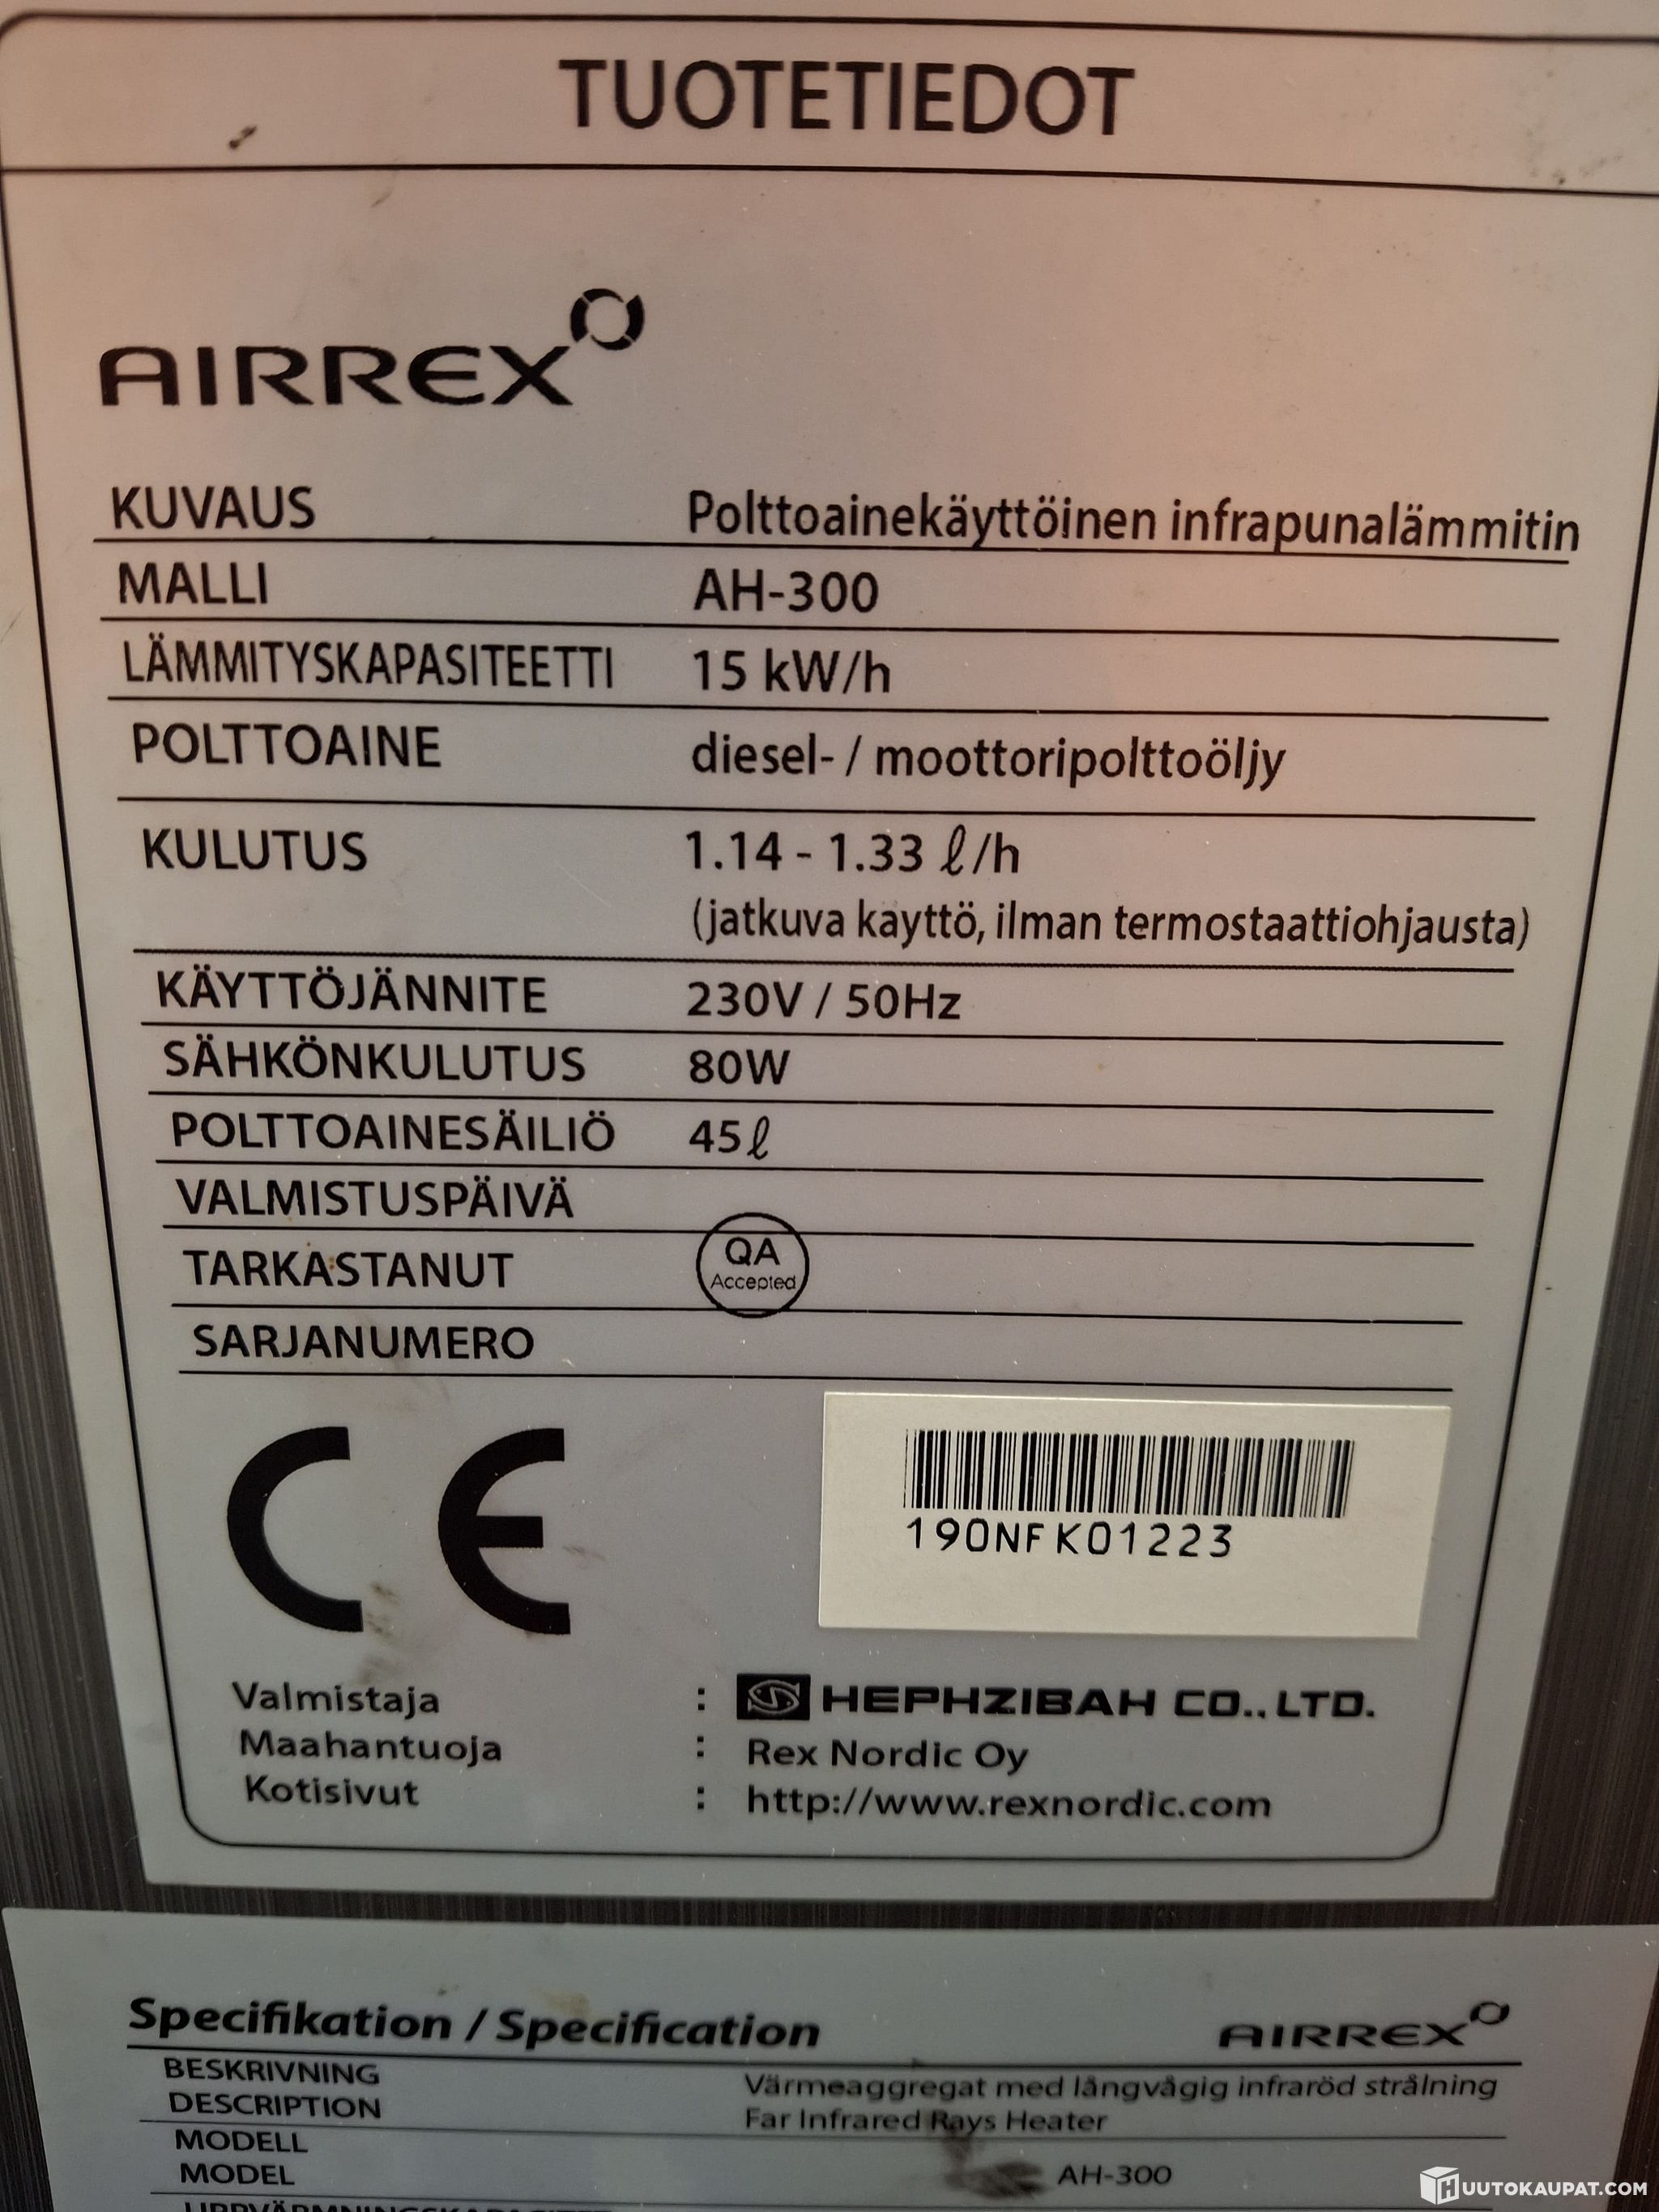 TUOTETIEDOT
AIRREX
KUVAUS Polttoainekäyttöinen infrapunalämmitin
MALLI AH-300
LÄMMITYSKAPASITEETTI 15 kW/h
POLTTOAINE diesel- / moottoripolttoöljy
KULUTUS 1.14 - 1.33 ℓ/h
(jatkuva käyttö, ilman termostaattiohjausta)
KÄYTTÖJÄNNITE 230V / 50Hz
SÄHKÖNKULUTUS 80W
POLTTOAINESÄILIÖ 45ℓ
VALMISTUSPÄIVÄ
TARKASTANUT QA
Accepted
SARJANUMERO
CE
190NFK01223
Valmistaja : HEPHZIBAH CO.,LTD.
Maahantuoja : Rex Nordic Oy
Kotisivut : http://www.rexnordic.com
Specifikation / Specification AIRREX
BESKRIVNING Värmeaggregat med långvågig infraröd strålning
DESCRIPTION Far Infrared Rays Heater
MODELL
MODEL AH-300
HUUTOKAUPAT.COM